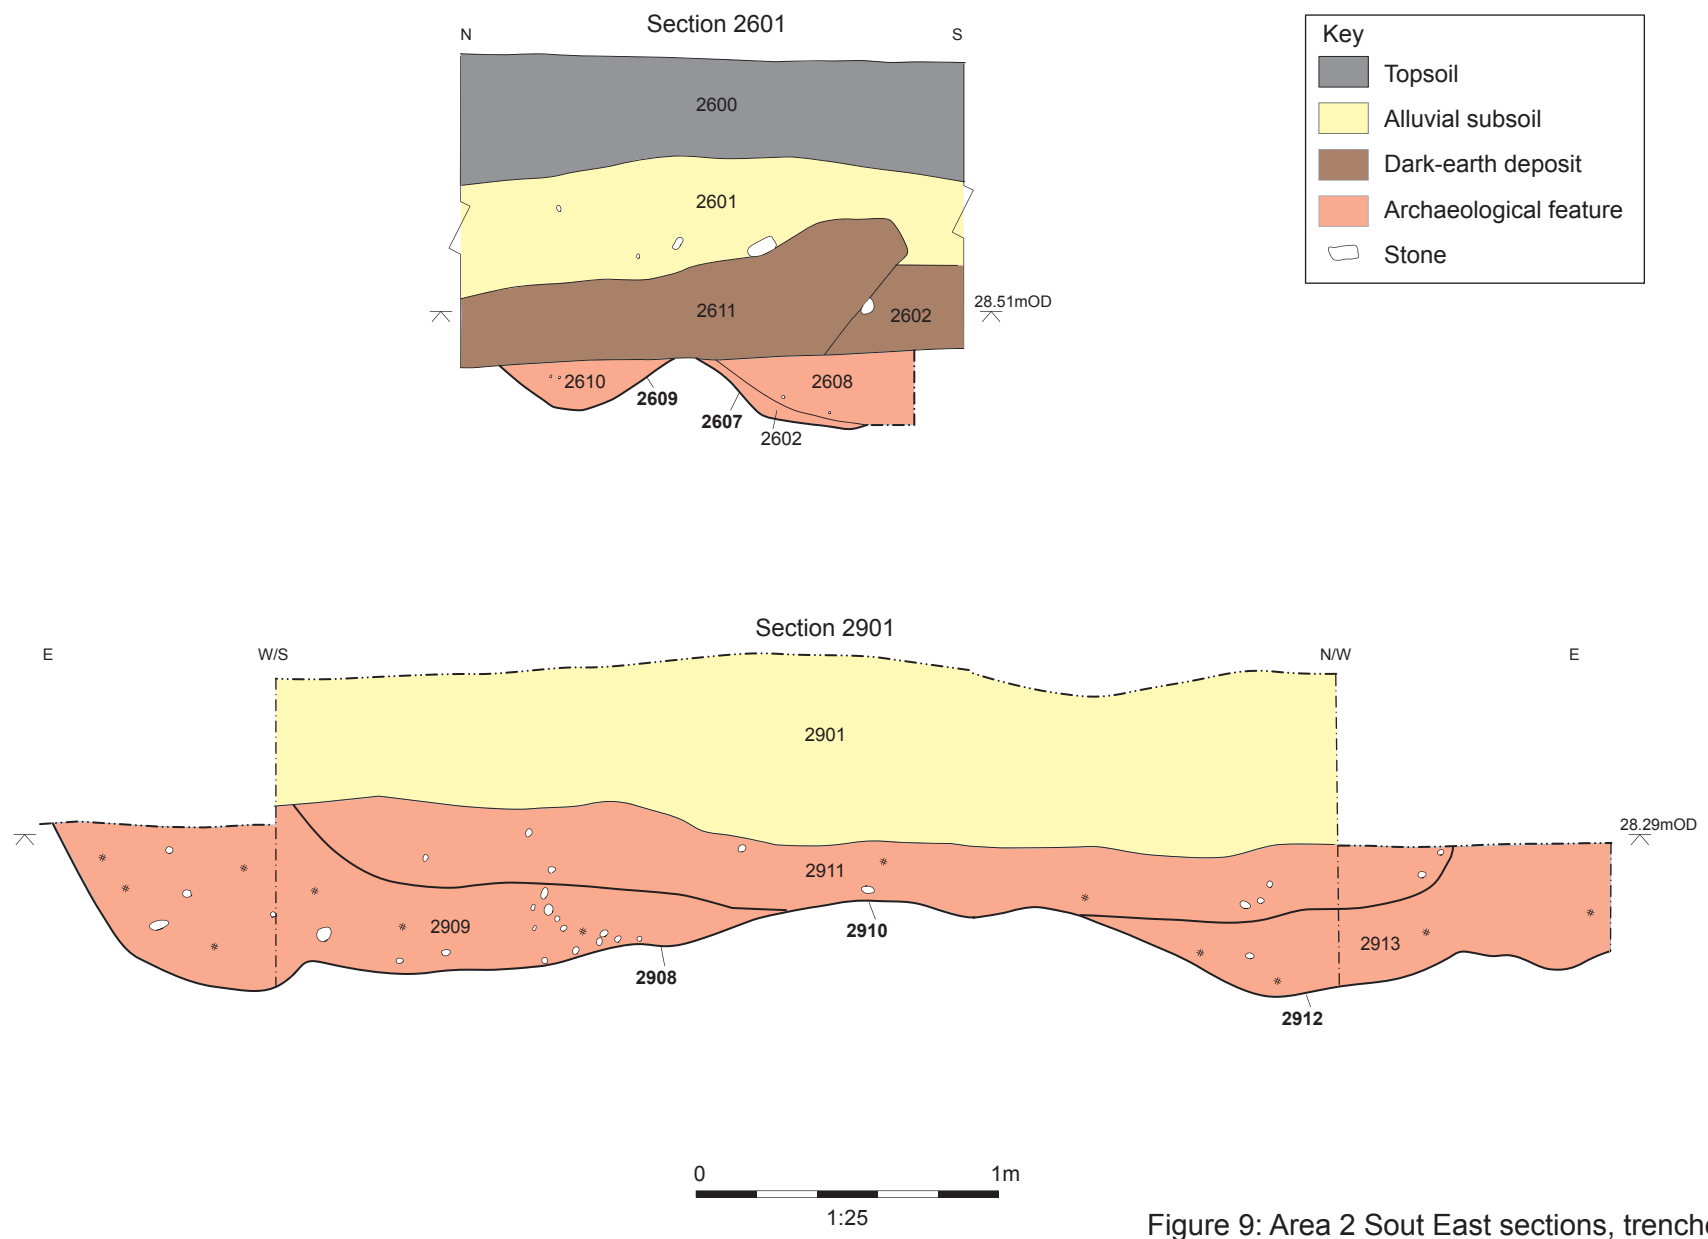 Section 2601
N
S
2600
2601
2611
2602
28.51mOD
2610
2609
2608
2607
2602
Key
Topsoil
Alluvial subsoil
Dark-earth deposit
Archaeological feature
Stone
Section 2901
E
W/S
N/W
E
2901
28.29mOD
2911
2909
2910
2913
2908
2912
0
1m
1:25
Figure 9: Area 2 Sout East sections, trenche